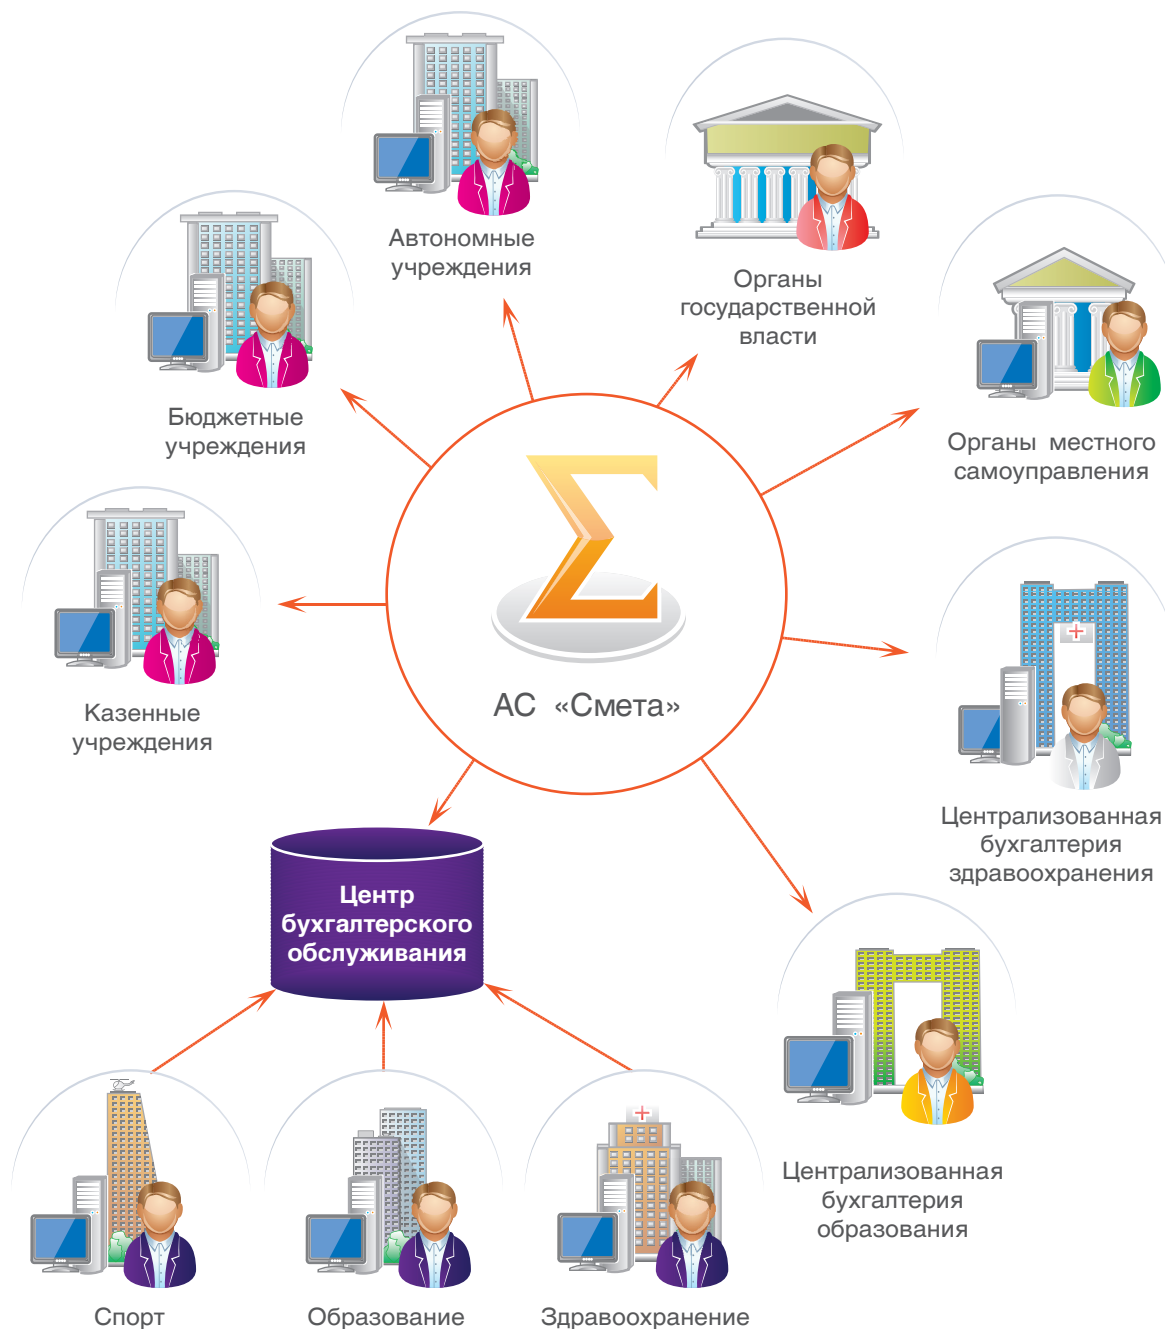 Автономные
учреждения
Органы
государственной
власти
Бюджетные
учреждения
Органы местного
самоуправления
АС «Смета»
Казенные
учреждения
Централизованная
бухгалтерия
здравоохранения
Центр
бухгалтерского
обслуживания
Централизованная
бухгалтерия
образования
Спорт
Образование
Здравоохранение